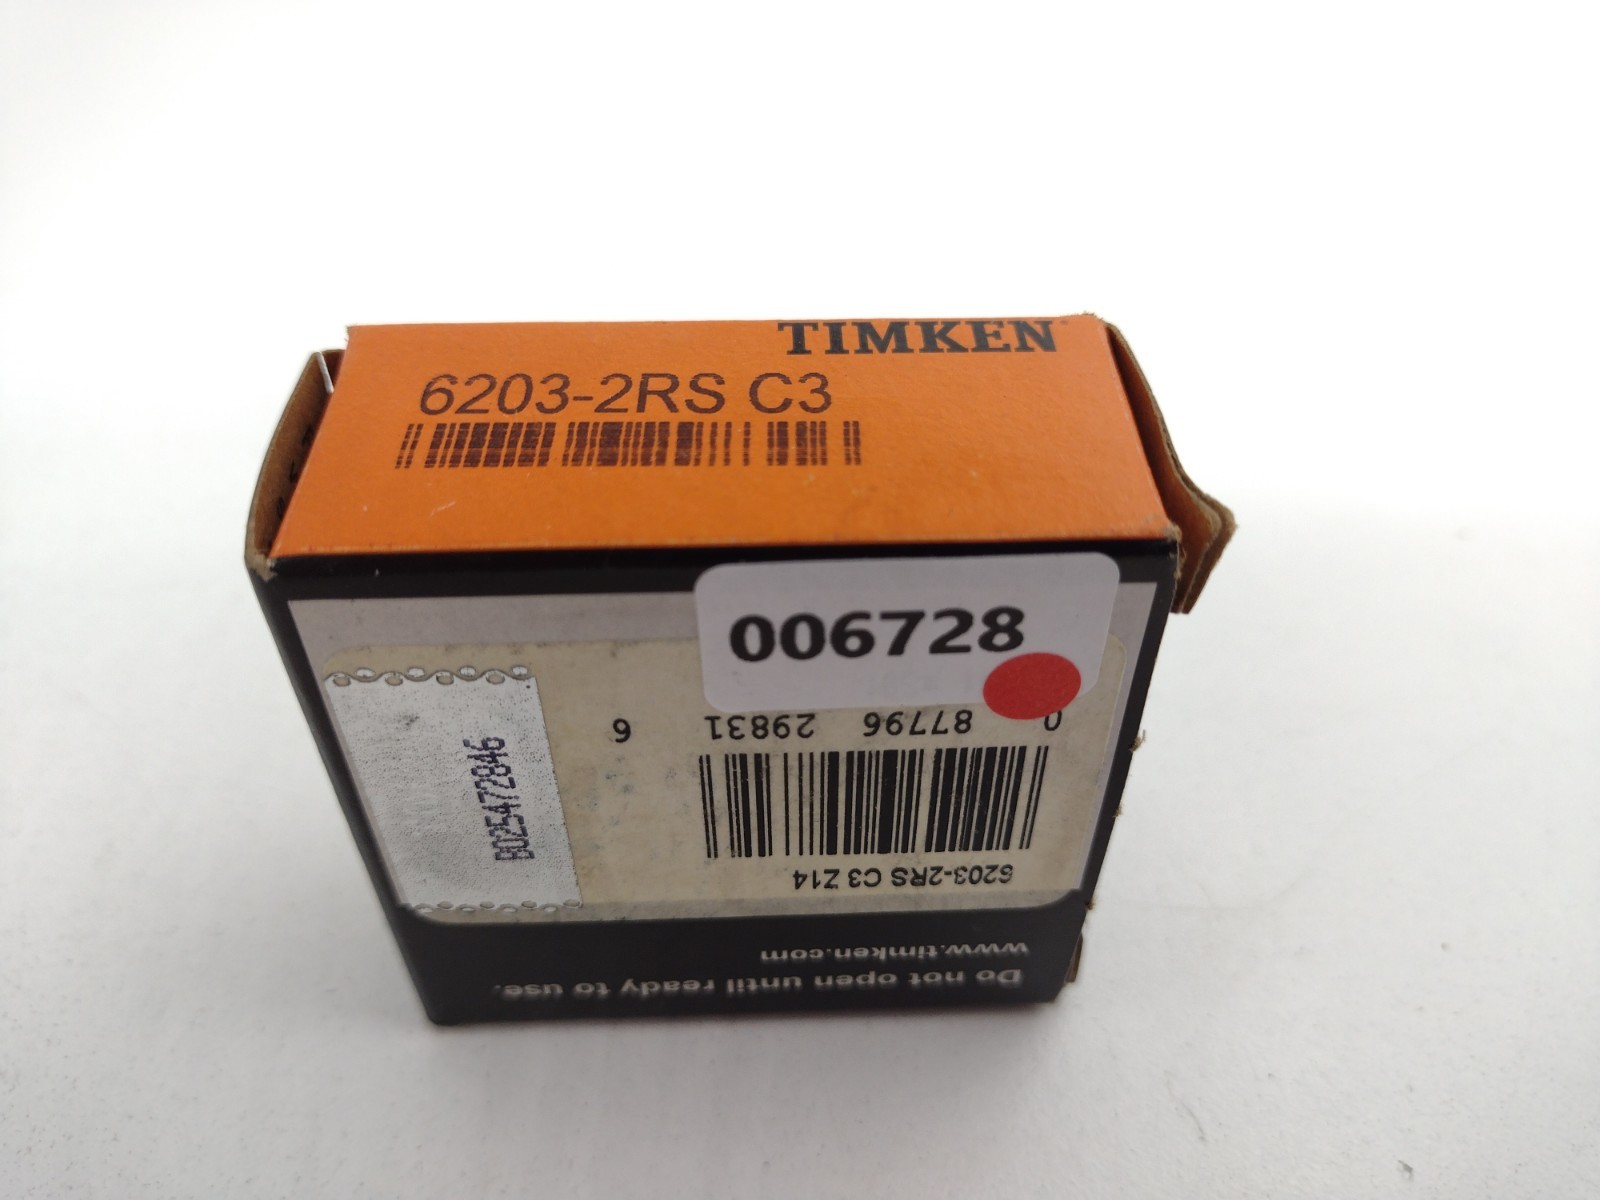 TIMKEN
6203-2RS C3
006728
0 87796 29831 6
B025472846
6203-2RS C3 Z14
www.timken.com
Do not open until ready to use.